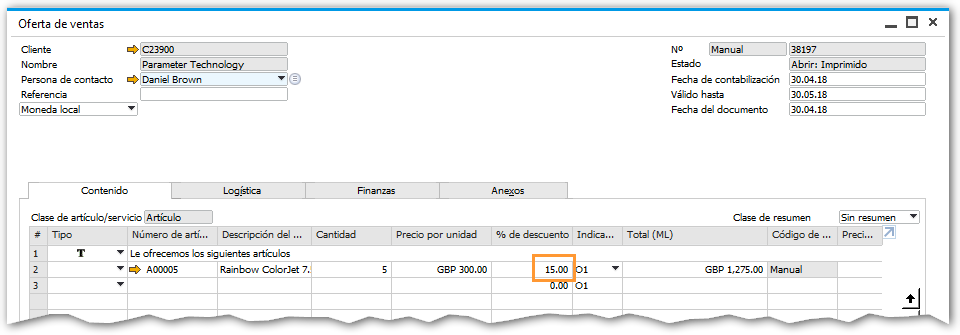 Oferta de ventas
Cliente C23900 Nº Manual 38197
Nombre Parameter Technology Estado Abrir: Imprimido
Persona de contacto Daniel Brown Fecha de contabilización 30.04.18
Referencia Válido hasta 30.05.18
Moneda local Fecha del documento 30.04.18
Contenido Logística Finanzas Anexos
Clase de artículo/servicio Artículo Clase de resumen Sin resumen
# Tipo Número de artí... Descripción del ... Cantidad Precio por unidad % de descuento Indica... Total (ML) Código de ... Preci...
1 T Le ofrecemos los siguientes artículos
2 A00005 Rainbow ColorJet 7. 5 GBP 300.00 15.00 O1 GBP 1,275.00 Manual
3 0.00 O1